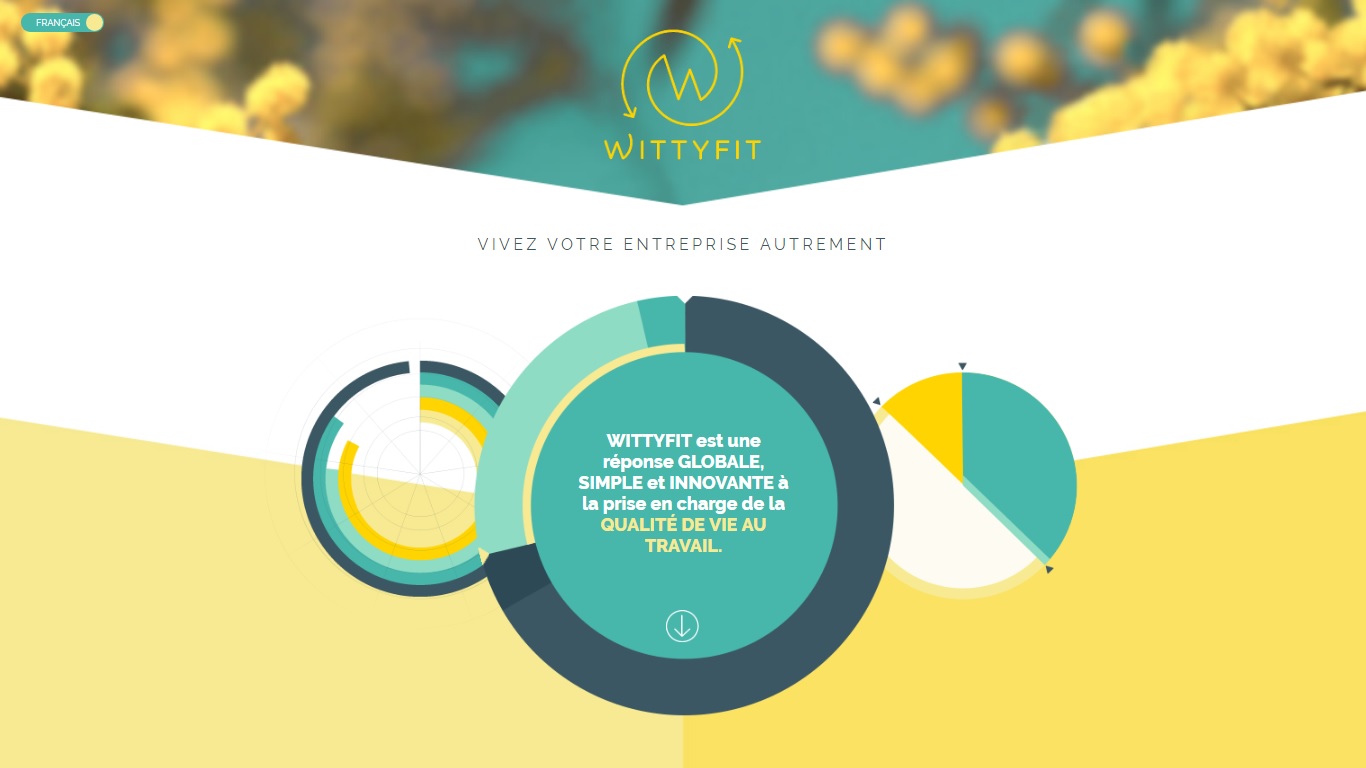 FRANÇAIS
WITTYFIT
VIVEZ VOTRE ENTREPRISE AUTREMENT
WITTYFIT est une
réponse GLOBALE,
SIMPLE et INNOVANTE à
la prise en charge de la
QUALITÉ DE VIE AU
TRAVAIL.